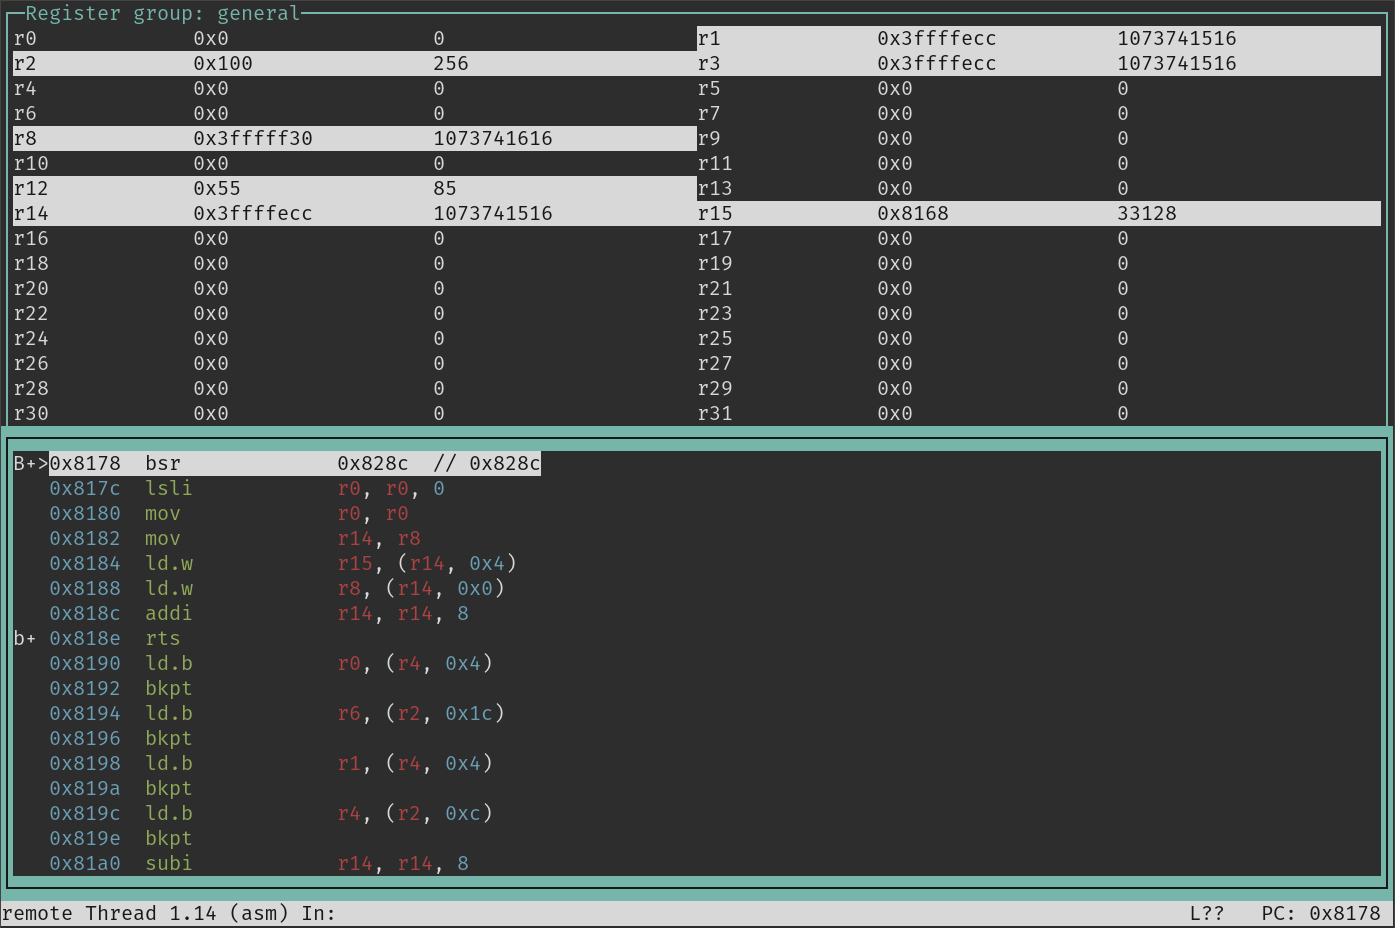 Register group: general
r0 0x0 0 r1 0x3ffffecc 1073741516
r2 0x100 256 r3 0x3ffffecc 1073741516
r4 0x0 0 r5 0x0 0
r6 0x0 0 r7 0x0 0
r8 0x3fffff30 1073741616 r9 0x0 0
r10 0x0 0 r11 0x0 0
r12 0x55 85 r13 0x0 0
r14 0x3ffffecc 1073741516 r15 0x8168 33128
r16 0x0 0 r17 0x0 0
r18 0x0 0 r19 0x0 0
r20 0x0 0 r21 0x0 0
r22 0x0 0 r23 0x0 0
r24 0x0 0 r25 0x0 0
r26 0x0 0 r27 0x0 0
r28 0x0 0 r29 0x0 0
r30 0x0 0 r31 0x0 0
B+>0x8178 bsr 0x828c // 0x828c
0x817c lsli r0, r0, 0
0x8180 mov r0, r0
0x8182 mov r14, r8
0x8184 ld.w r15, (r14, 0x4)
0x8188 ld.w r8, (r14, 0x0)
0x818c addi r14, r14, 8
b+ 0x818e rts
0x8190 ld.b r0, (r4, 0x4)
0x8192 bkpt
0x8194 ld.b r6, (r2, 0x1c)
0x8196 bkpt
0x8198 ld.b r1, (r4, 0x4)
0x819a bkpt
0x819c ld.b r4, (r2, 0xc)
0x819e bkpt
0x81a0 subi r14, r14, 8
remote Thread 1.14 (asm) In: L?? PC: 0x8178